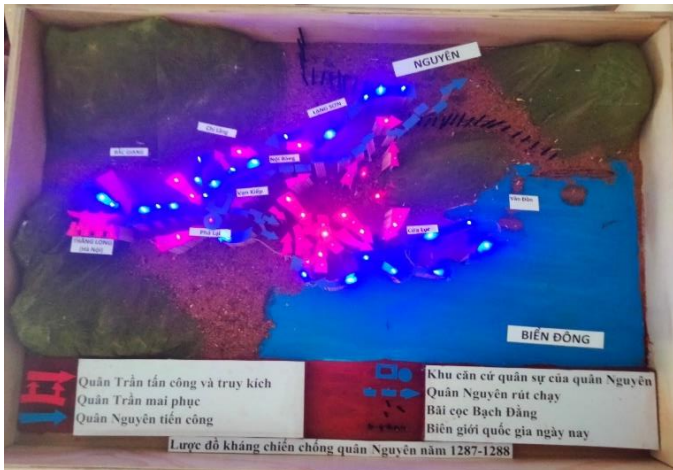 NGUYÊN
LẠNG SƠN
Chi Lăng
BẮC GIANG
Nội Bàng
Vạn Kiếp
Vân Đồn
Phả Lại
THĂNG LONG
(Hà Nội)
BIỂN ĐÔNG
Quân Trần tấn công và truy kích
Quân Trần mai phục
Quân Nguyên tiến công
Khu căn cứ quân sự của quân Nguyên
Quân Nguyên rút chạy
Bãi cọc Bạch Đằng
Biên giới quốc gia ngày nay
Lược đồ kháng chiến chống quân Nguyên năm 1287-1288